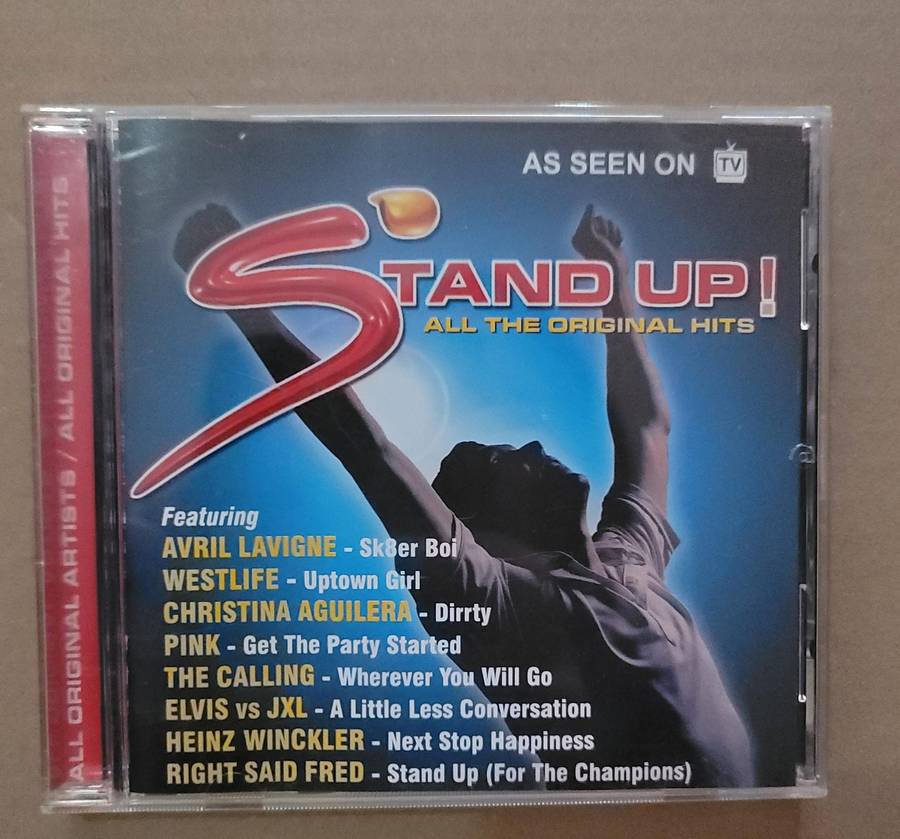 ALL ORIGINAL ARTISTS / ALL ORIGINAL HITS
AS SEEN ON TV
STAND UP!
ALL THE ORIGINAL HITS
Featuring
AVRIL LAVIGNE - Sk8er Boi
WESTLIFE - Uptown Girl
CHRISTINA AGUILERA - Dirrty
PINK - Get The Party Started
THE CALLING - Wherever You Will Go
ELVIS vs JXL - A Little Less Conversation
HEINZ WINCKLER - Next Stop Happiness
RIGHT SAID FRED - Stand Up (For The Champions)